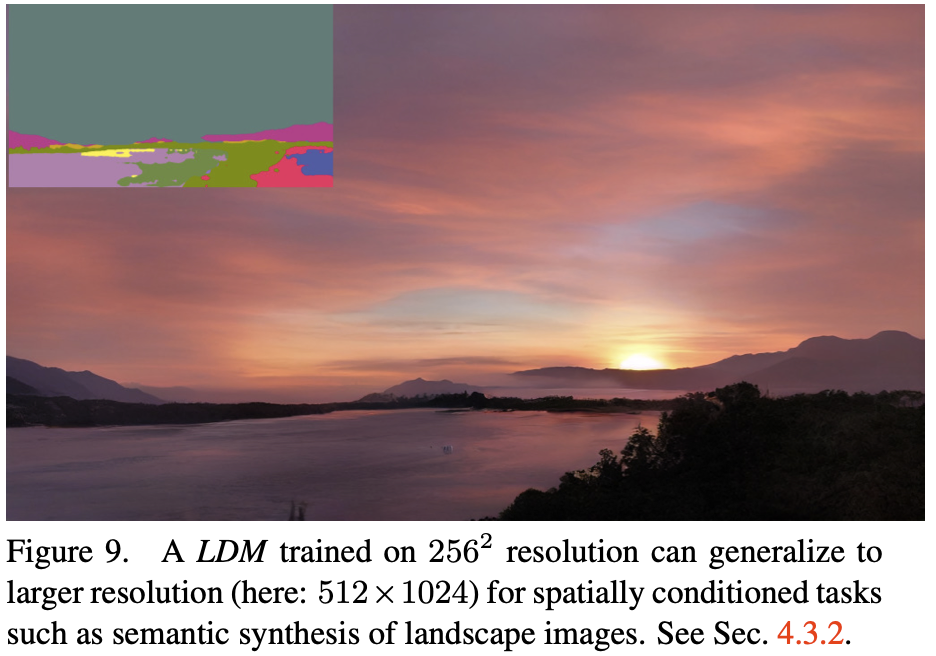 Figure 9. A LDM trained on 256² resolution can generalize to
larger resolution (here: 512×1024) for spatially conditioned tasks
such as semantic synthesis of landscape images. See Sec. 4.3.2.